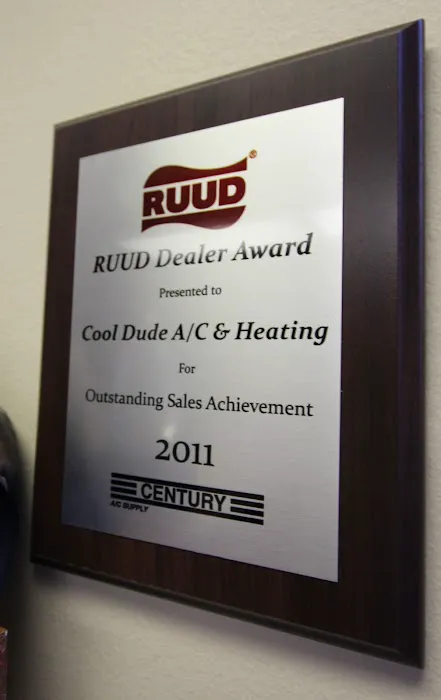 RUUD®
RUUD Dealer Award
Presented to
Cool Dude A/C & Heating
For
Outstanding Sales Achievement
2011
CENTURY
A/C SUPPLY